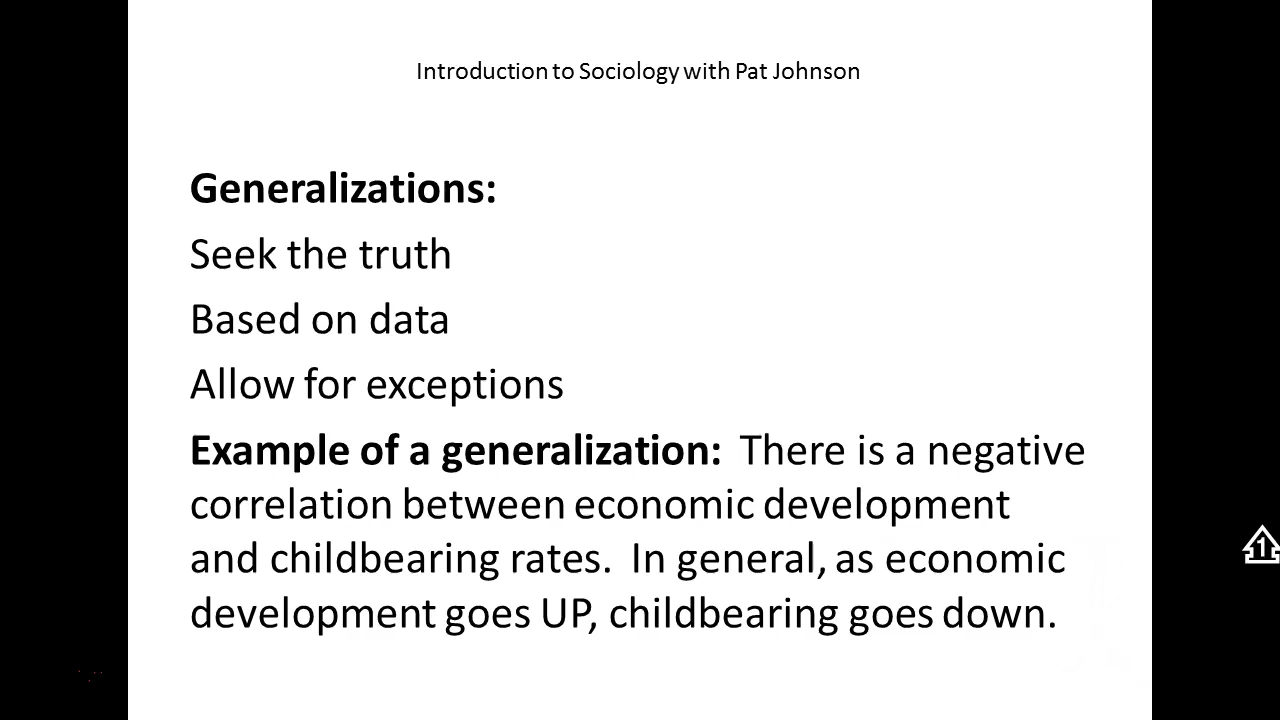 Introduction to Sociology with Pat Johnson
Generalizations:
Seek the truth
Based on data
Allow for exceptions
Example of a generalization:  There is a negative
correlation between economic development
and childbearing rates.  In general, as economic
development goes UP, childbearing goes down.
1